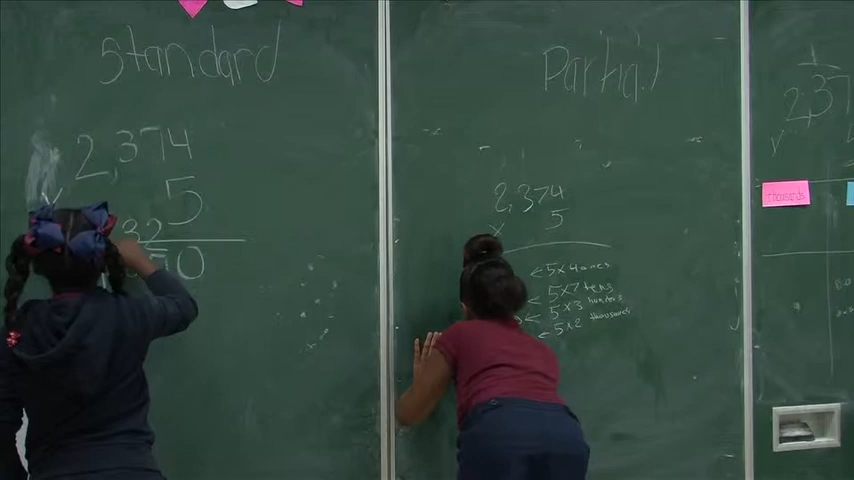 Standard
2,374
5
32
50
Partial
2,374
x 5
5x4 ones
5x7 tens
5x3 hundreds
5x2 thousands
2,37
thousands